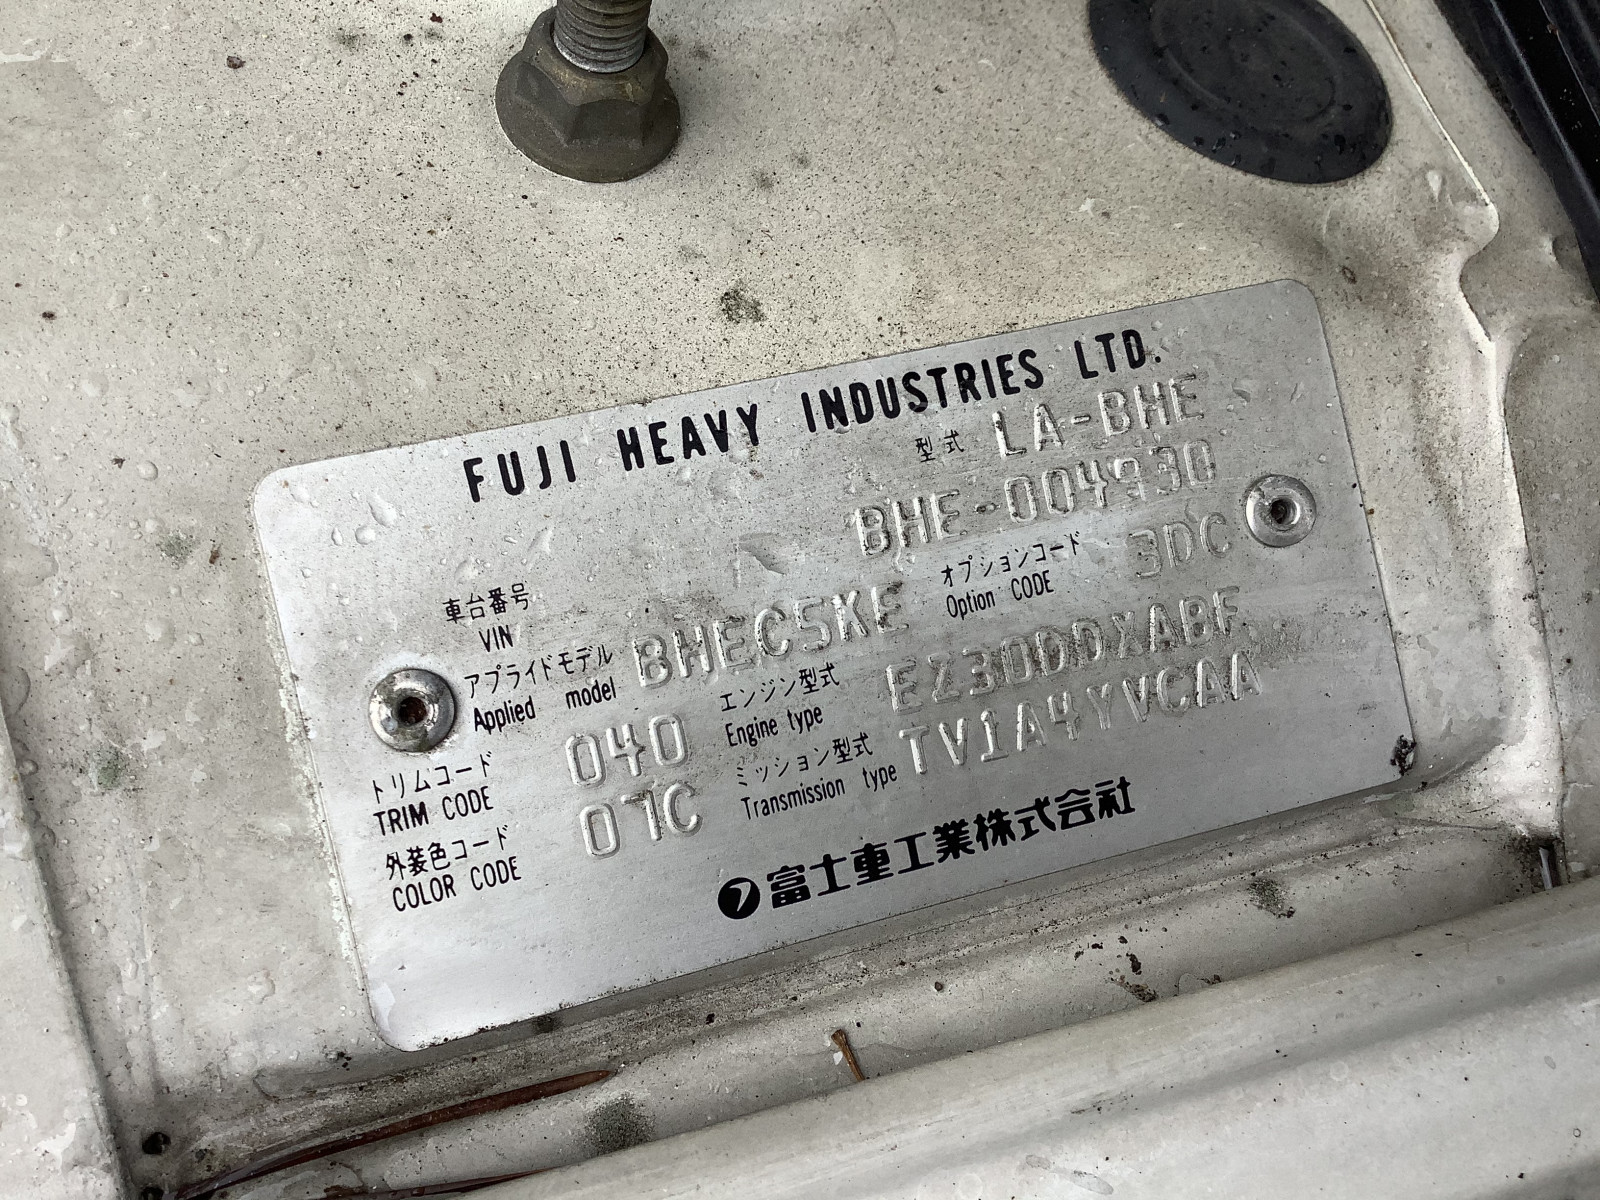 FUJI HEAVY INDUSTRIES LTD.
型式 LA-BHE
車台番号
VIN
アプライドモデル BHEC5KE オプションコード 3DC
Applied model Option CODE
トリムコード 040 エンジン型式 EZ30DDXABF
TRIM CODE Engine type
外装色コード 07C ミッション型式 TV1A4YVCAA
COLOR CODE Transmission type
富士重工業株式会社